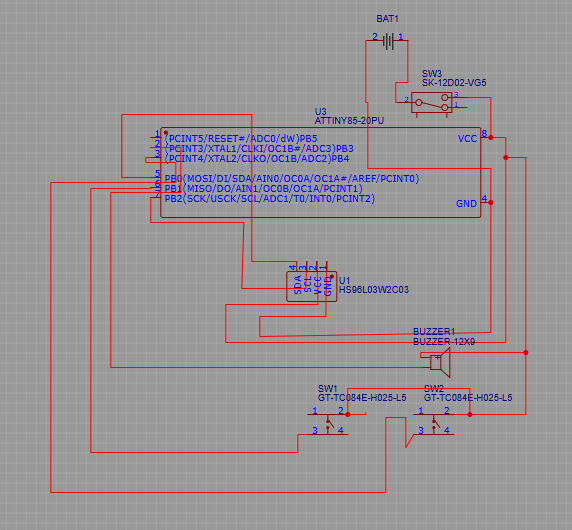 BAT1
2 1
SW3
SK-12D02-VG5
2
3
1
U3
ATTINY85-20PU
1 (PCINT5/RESET#/ADC0/dW)PB5
2 (PCINT3/XTAL1/CLKI/OC1B#/ADC3)PB3
3 (PCINT4/XTAL2/CLKO/OC1B/ADC2)PB4
VCC 8
5 PB0(MOSI/DI/SDA/AIN0/OC0A/OC1A#/AREF/PCINT0)
6 PB1(MISO/DO/AIN1/OC0B/OC1A/PCINT1)
7 PB2(SCK/USCK/SCL/ADC1/T0/INT0/PCINT2)
GND 4
4 3 2 1
SDA
SCL
VCC
GND
U1
HS96L03W2C03
BUZZER1
BUZZER-12X9
SW1
GT-TC084E-H025-L5
1 2
3 4
SW2
GT-TC084E-H025-L5
1 2
3 4